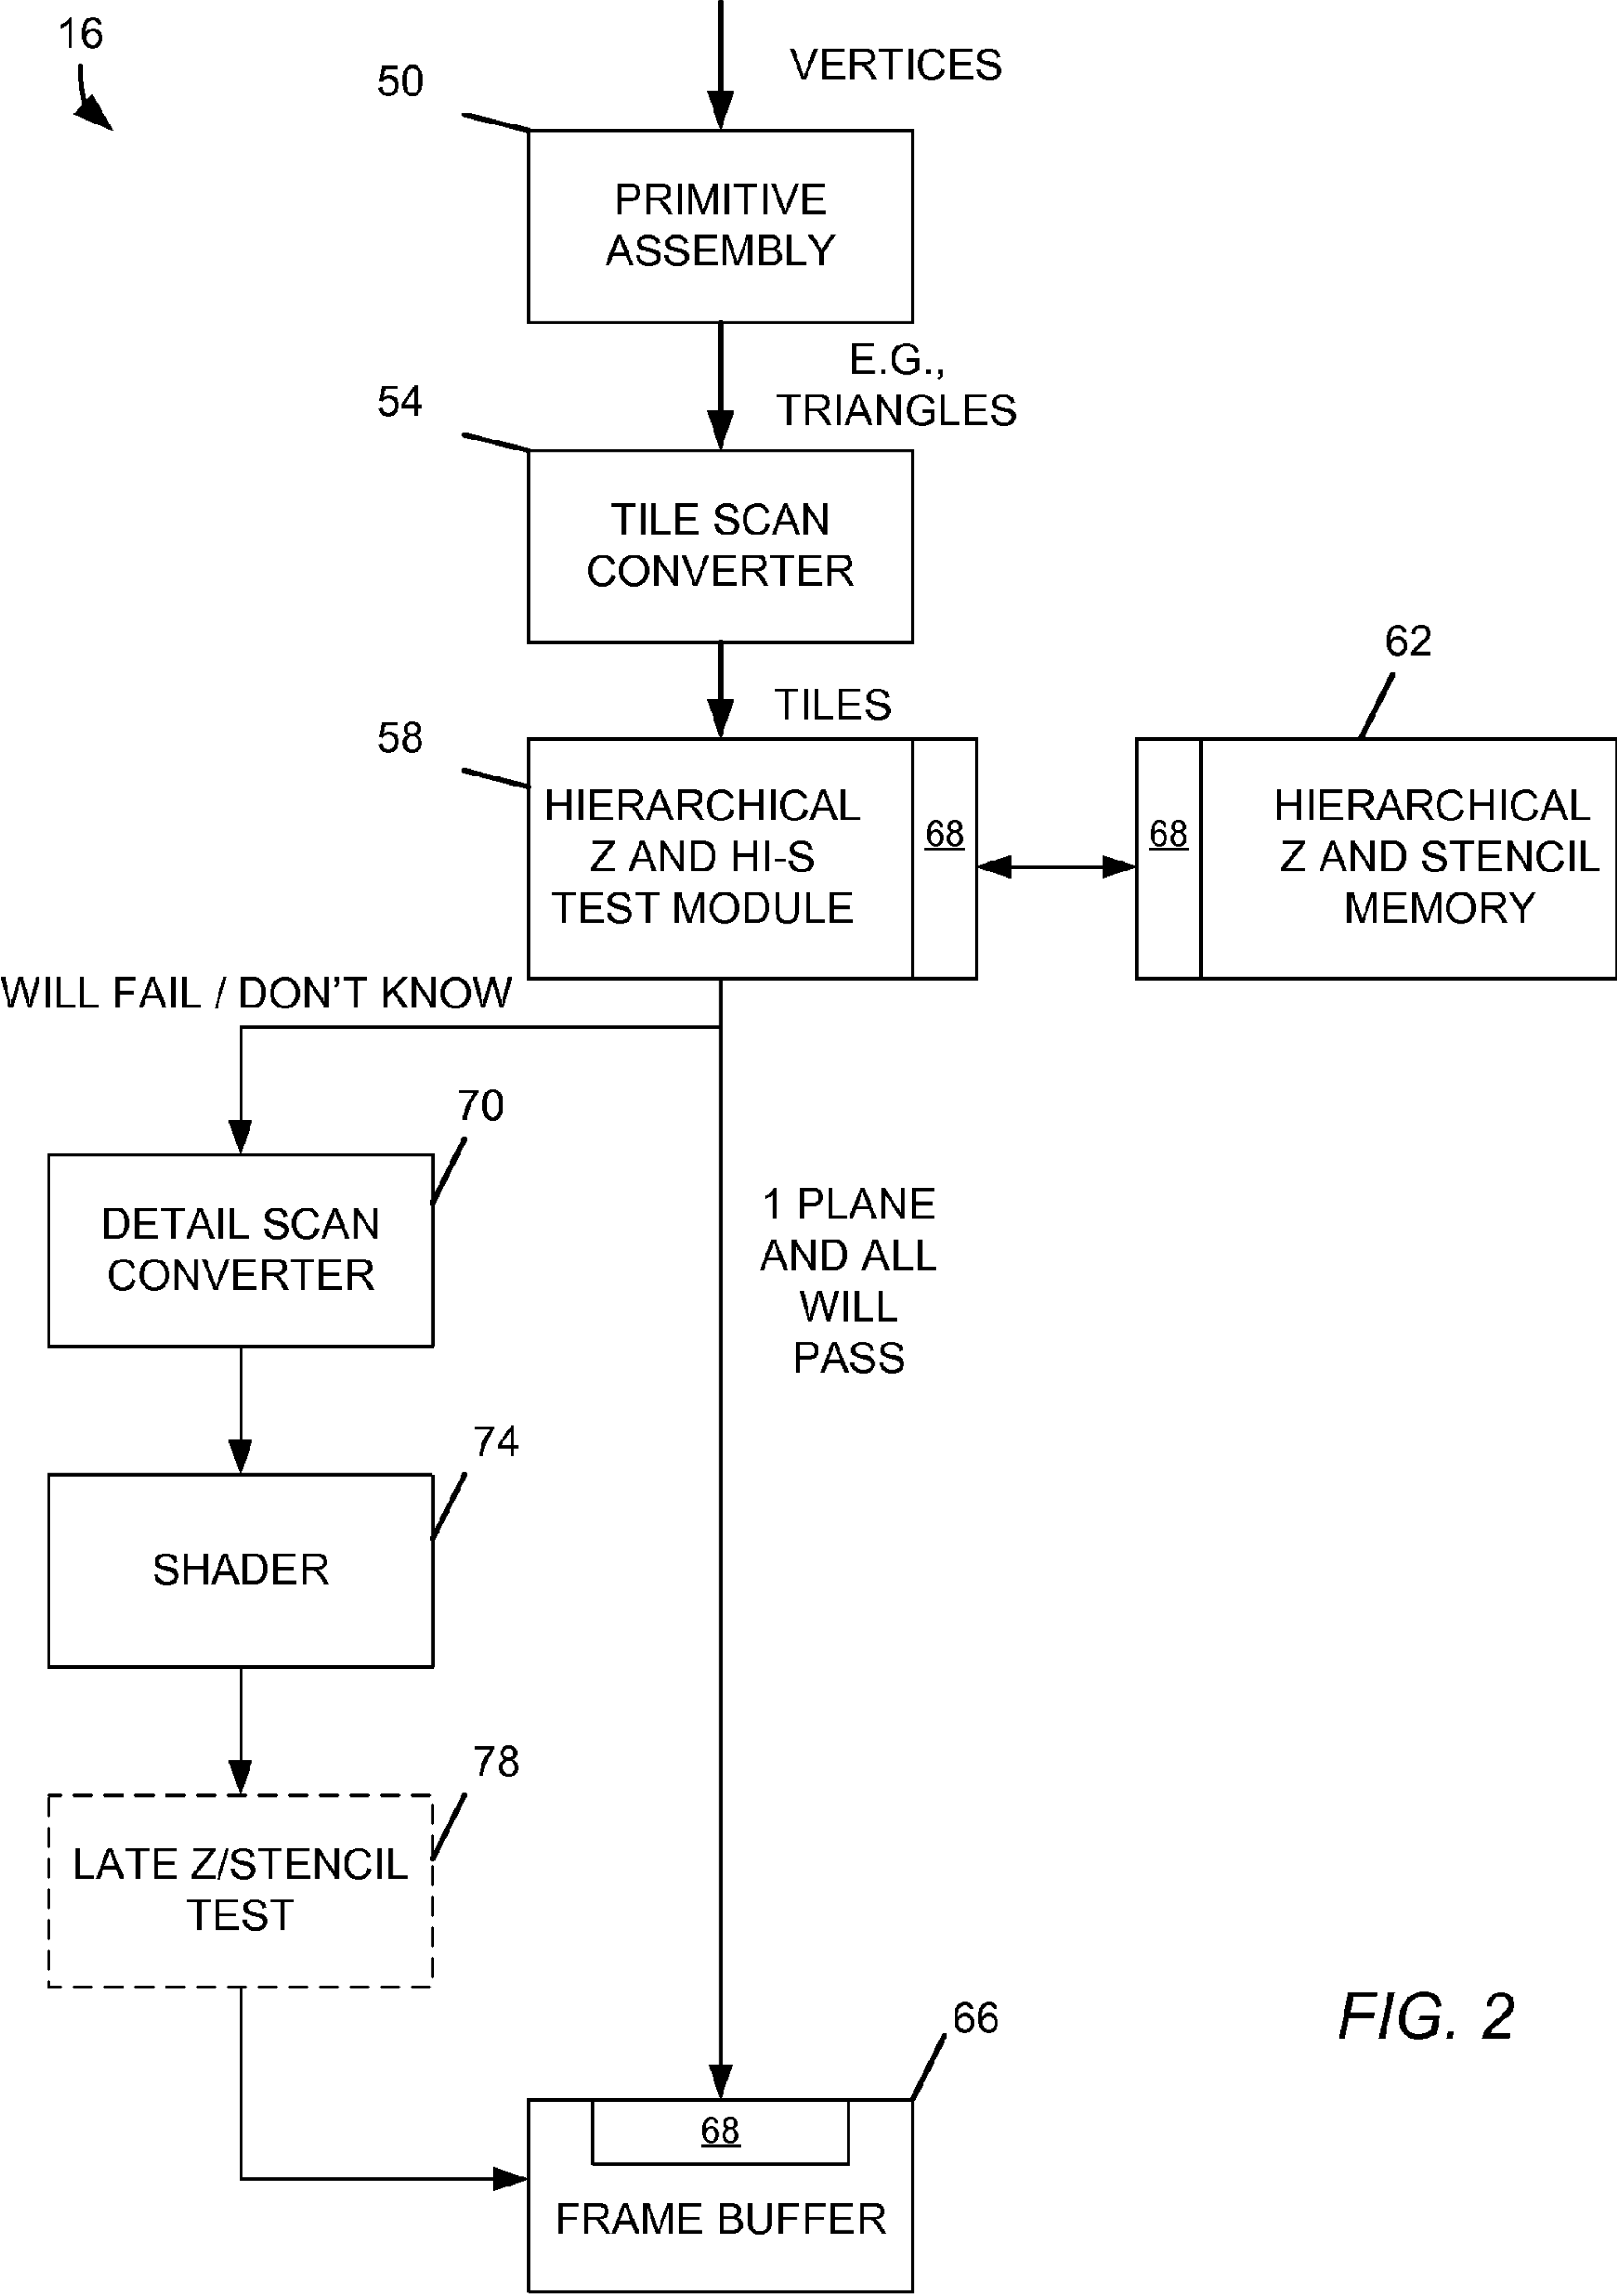 16
50
VERTICES
PRIMITIVE
ASSEMBLY
54
E.G.,
TRIANGLES
TILE SCAN
CONVERTER
62
58
TILES
HIERARCHICAL
Z AND HI-S
TEST MODULE
68
68
HIERARCHICAL
Z AND STENCIL
MEMORY
WILL FAIL / DON'T KNOW
70
DETAIL SCAN
CONVERTER
1 PLANE
AND ALL
WILL
PASS
74
SHADER
78
LATE Z/STENCIL
TEST
66
FIG. 2
68
FRAME BUFFER